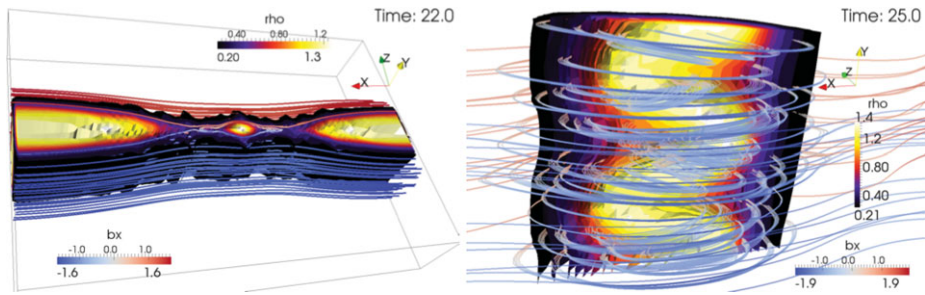 rho
0.40 0.80 1.2
0.20 1.3
Time: 22.0
Z
Y
X
bx
-1.0 0.0 1.0
-1.6 1.6
Time: 25.0
Y
Z
X
rho
1.4
1.2
0.80
0.40
0.21
bx
-1.0 0.0 1.0
-1.9 1.9